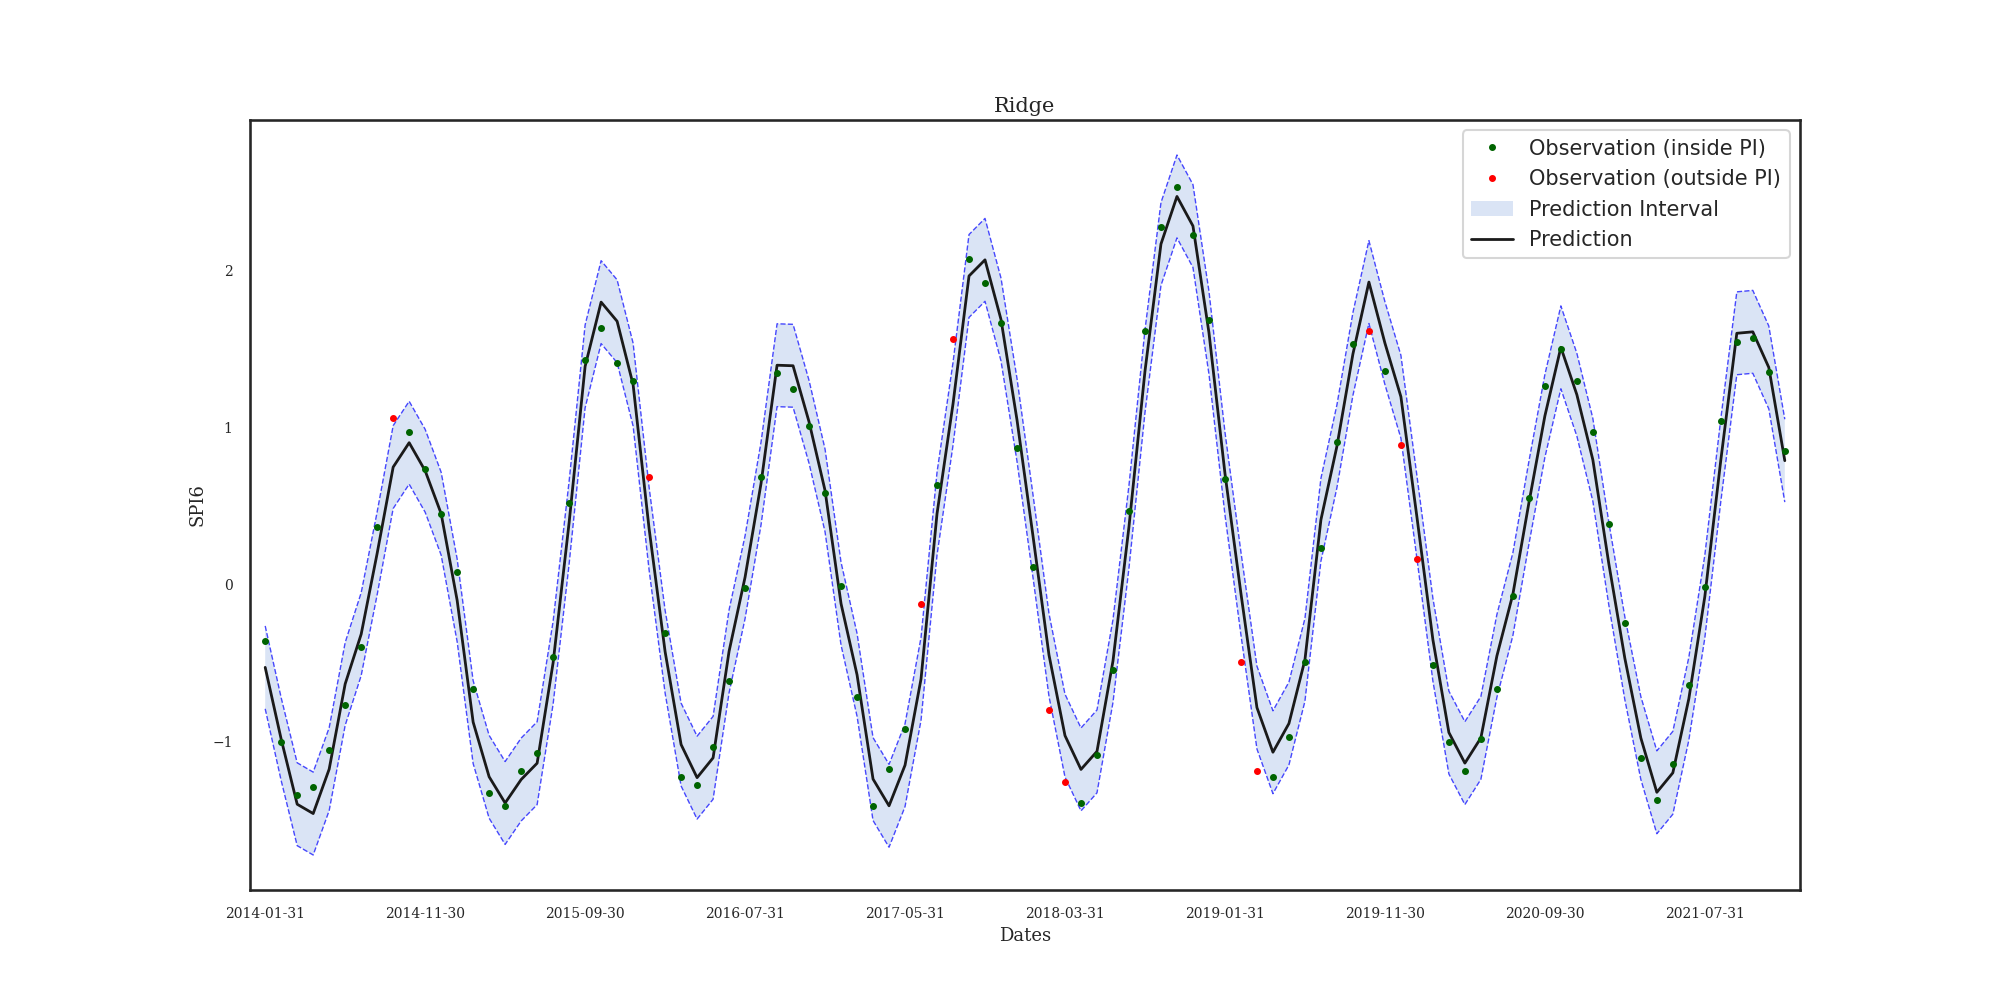 Ridge
Observation (inside PI)
Observation (outside PI)
Prediction Interval
Prediction
2
1
0
−1
SPI6
2014-01-31 2014-11-30 2015-09-30 2016-07-31 2017-05-31 2018-03-31 2019-01-31 2019-11-30 2020-09-30 2021-07-31
Dates